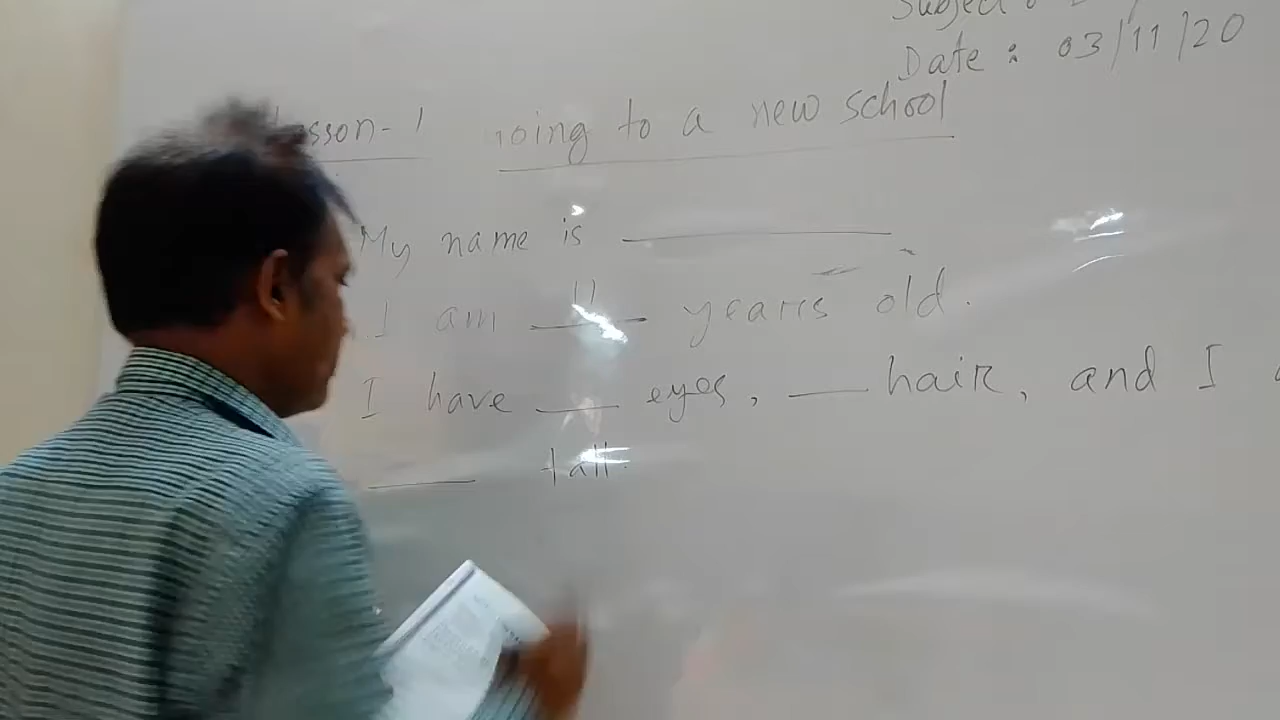 Subject :
Date : 03/11/20
Lesson-1 Going to a new school
My name is ________
I am 11 years old.
I have ___ eyes, ___ hair, and I
____ tall.